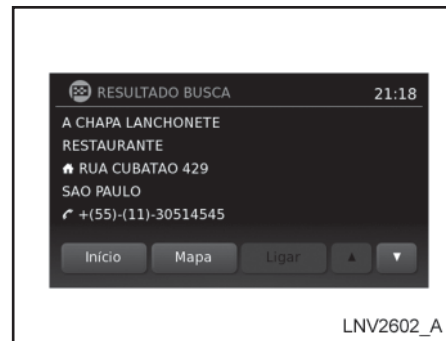 RESULTADO BUSCA 21:18
A CHAPA LANCHONETE
RESTAURANTE
RUA CUBATAO 429
SAO PAULO
+(55)-(11)-30514545
Início Mapa Ligar
LNV2602_A